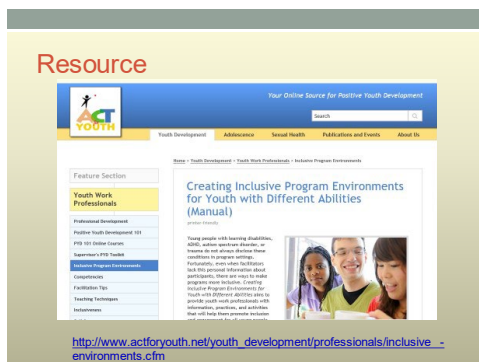 Resource
ACT
YOUTH
Your Online Source for Positive Youth Development
Search
Youth Development Adolescence Sexual Health Publications and Events About Us
Home » Youth Development » Youth Work Professionals » Inclusive Program Environments
Feature Section
Youth Work
Professionals
Professional Development
Positive Youth Development 101
PYD 101 Online Courses
Supervisor's PYD Toolkit
Inclusive Program Environments
Competencies
Facilitation Tips
Teaching Techniques
Inclusiveness
Creating Inclusive Program Environments
for Youth with Different Abilities
(Manual)
printer-friendly
Young people with learning disabilities,
ADHD, autism spectrum disorder, or
trauma do not always disclose these
conditions in program settings.
Fortunately, even when facilitators
lack this personal information about
participants, there are ways to make
programs more inclusive. Creating
Inclusive Program Environments for
Youth with Different Abilities aims to
provide youth work professionals with
information, practices, and activities
that will help them promote inclusion
http://www.actforyouth.net/youth_development/professionals/inclusive_-
environments.cfm